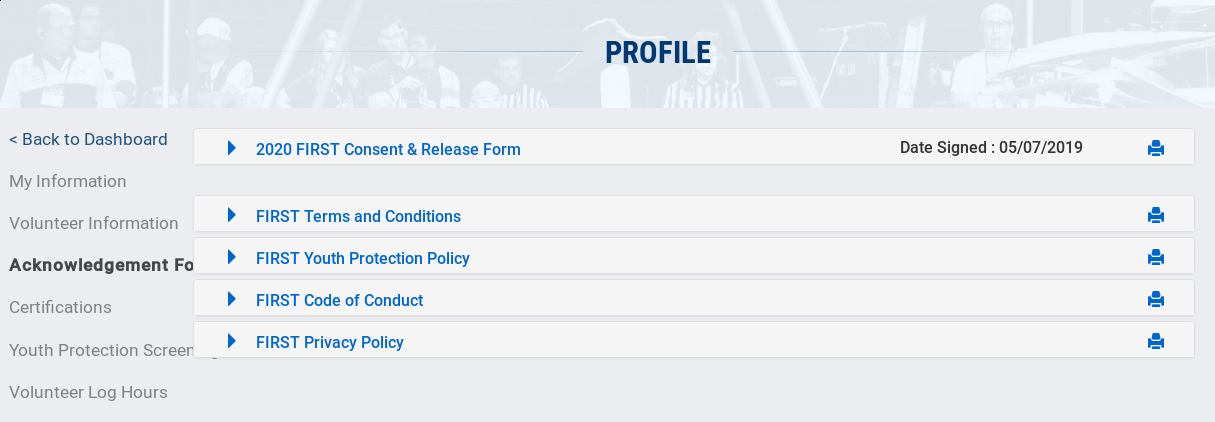 PROFILE
< Back to Dashboard
My Information
Volunteer Information
Acknowledgement Fo
Certifications
Youth Protection Screen
Volunteer Log Hours
2020 FIRST Consent & Release Form Date Signed : 05/07/2019
FIRST Terms and Conditions
FIRST Youth Protection Policy
FIRST Code of Conduct
FIRST Privacy Policy